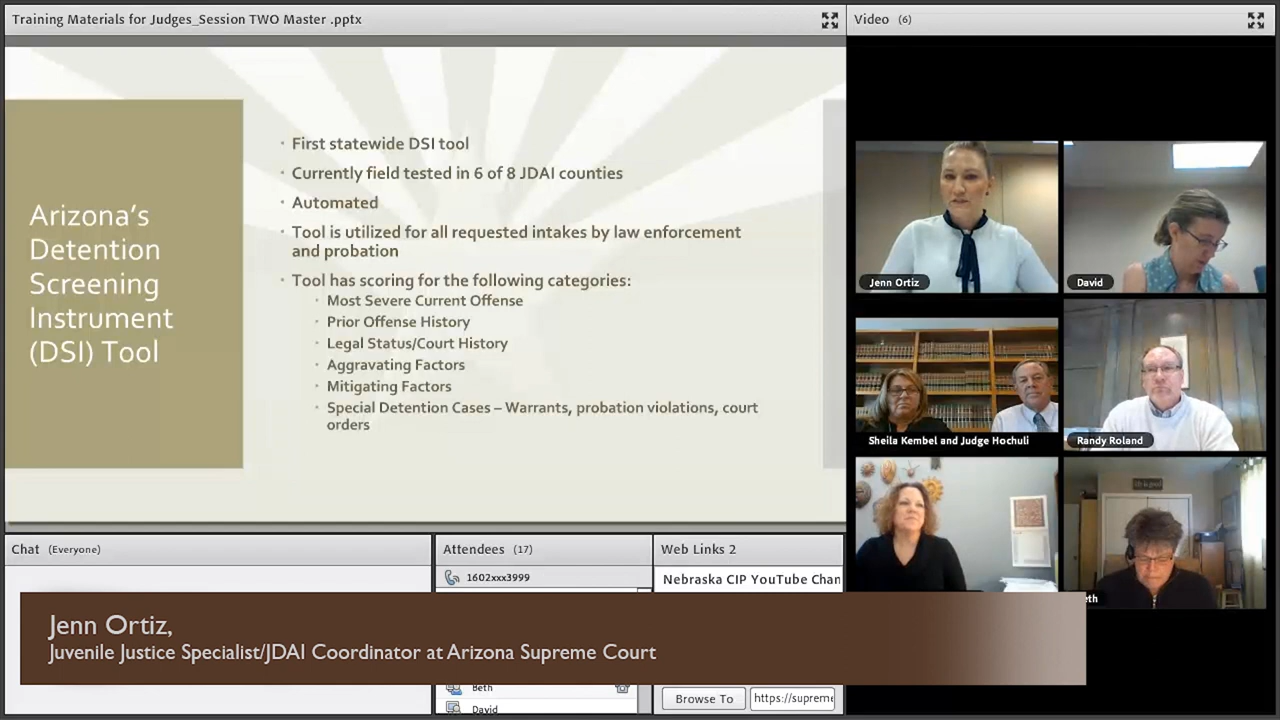 Training Materials for Judges_Session TWO Master .pptx
Video (6)
Arizona's
Detention
Screening
Instrument
(DSI) Tool
First statewide DSI tool
Currently field tested in 6 of 8 JDAI counties
Automated
Tool is utilized for all requested intakes by law enforcement
and probation
Tool has scoring for the following categories:
Most Severe Current Offense
Prior Offense History
Legal Status/Court History
Aggravating Factors
Mitigating Factors
Special Detention Cases – Warrants, probation violations, court
orders
Jenn Ortiz
David
Sheila Kembel and Judge Hochuli
Randy Roland
eth
Chat (Everyone)
Attendees (17)
1602xxx3999
Beth
David
Web Links 2
Nebraska CIP YouTube Chan
Browse To
https://supreme
Jenn Ortiz,
Juvenile Justice Specialist/JDAI Coordinator at Arizona Supreme Court